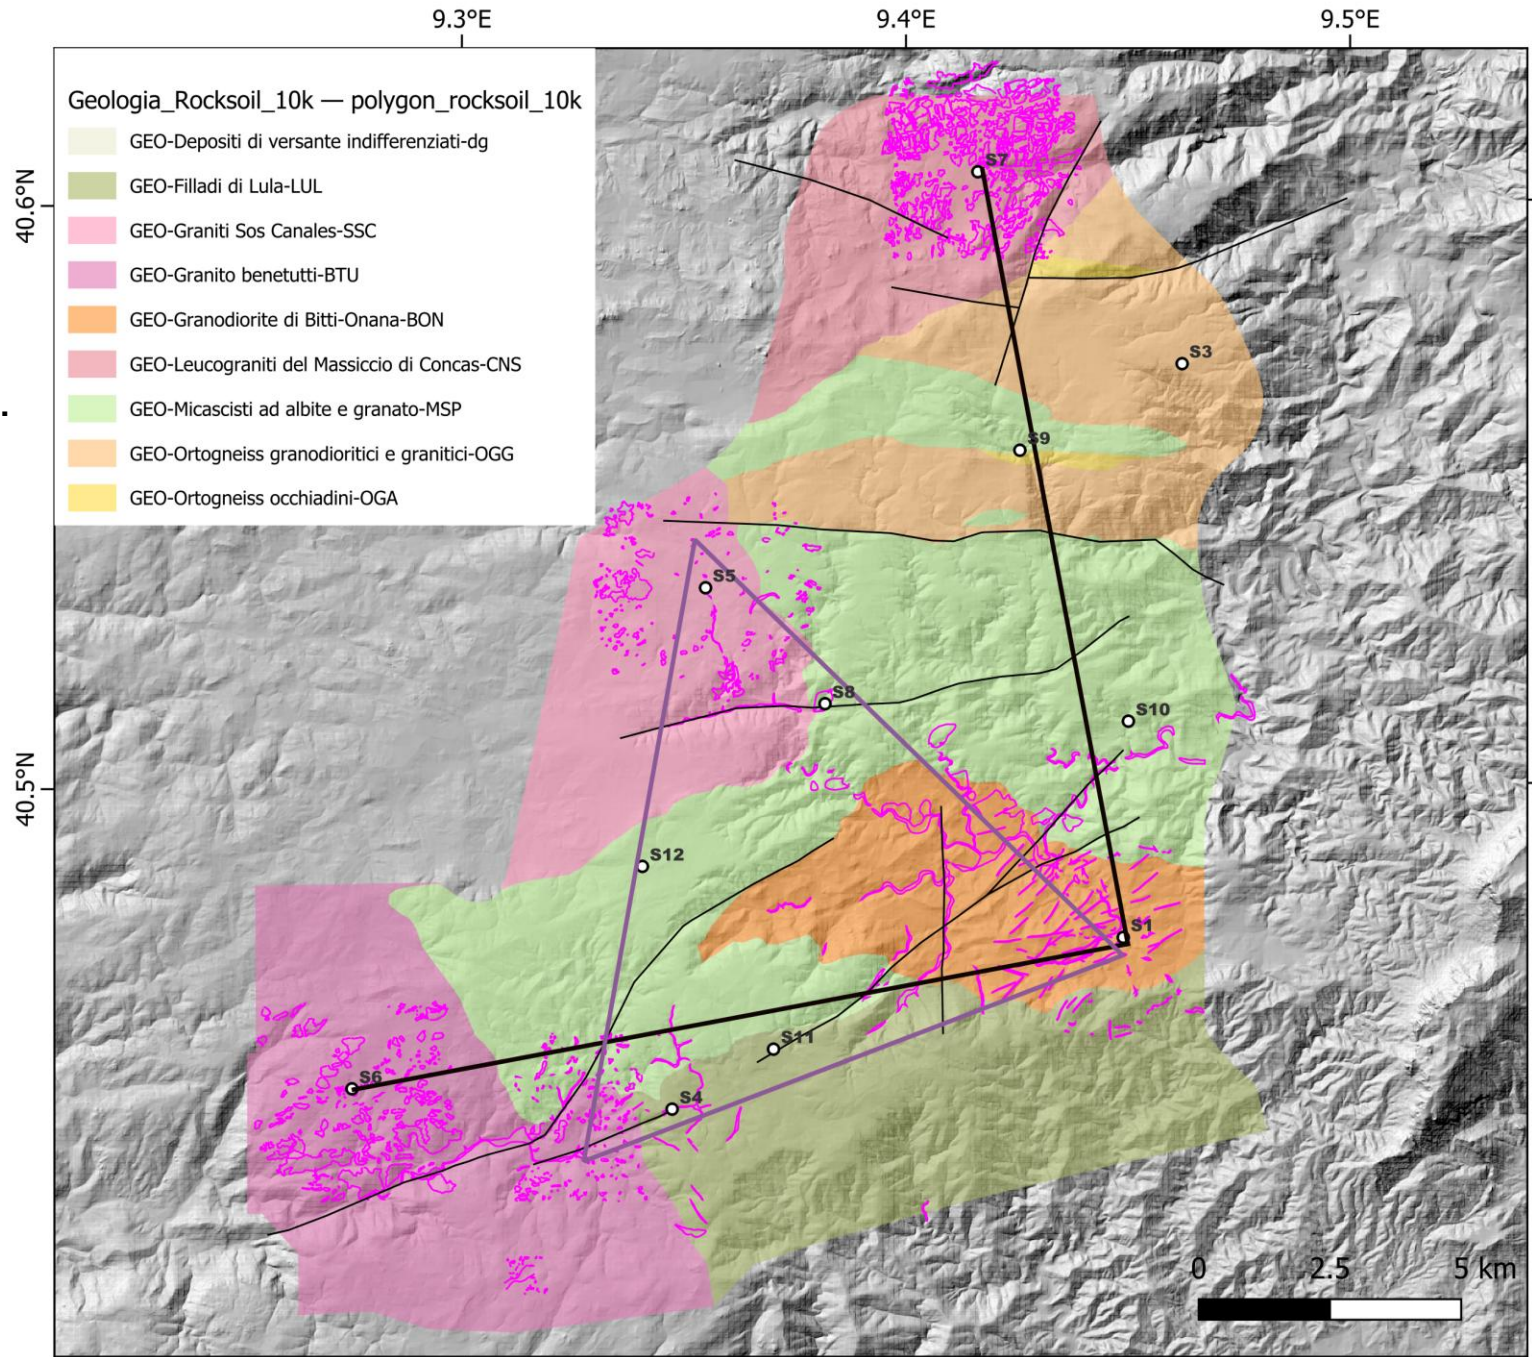 9.3°E 9.4°E 9.5°E
Geologia_Rocksoil_10k — polygon_rocksoil_10k
GEO-Depositi di versante indifferenziati-dg
GEO-Filladi di Lula-LUL
GEO-Graniti Sos Canales-SSC
GEO-Granito benetutti-BTU
GEO-Granodiorite di Bitti-Onana-BON
GEO-Leucograniti del Massiccio di Concas-CNS
GEO-Micascisti ad albite e granato-MSP
GEO-Ortogneiss granodioritici e granitici-OGG
GEO-Ortogneiss occhiadini-OGA
40.6°N
40.5°N
.
S7
S3
S9
S5
S8
S10
S12
S1
S11
S6
S4
0 2.5 5 km